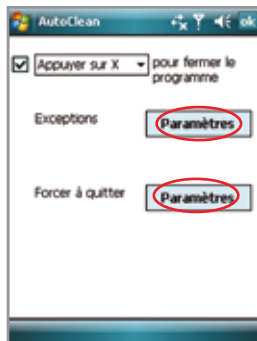 AutoClean
ok
Appuyer sur X pour fermer le
programme
Exceptions Paramètres
Forcer à quitter Paramètres